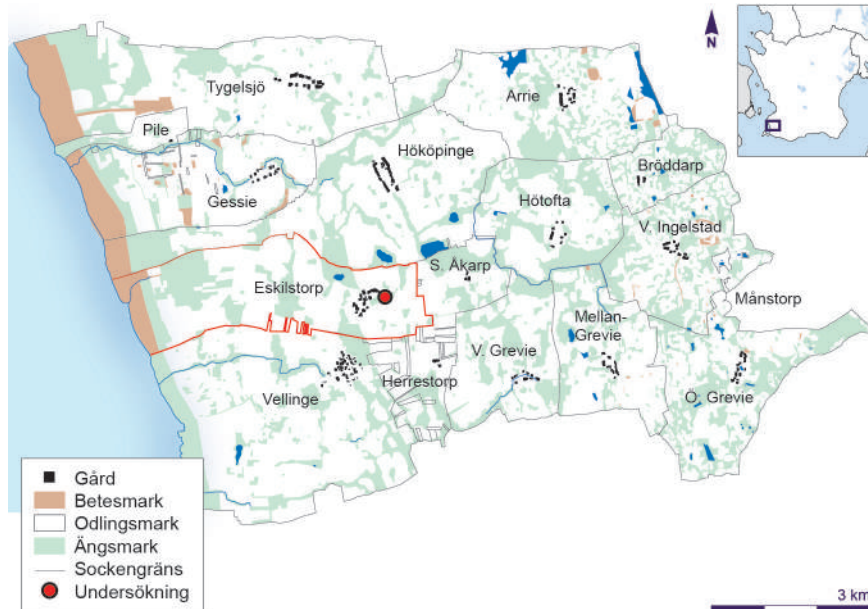 N
Tygelsjö
Arrie
Pile
Hököpinge
Bröddarp
Gessie
Hötofta
V. Ingelstad
S. Åkarp
Eskilstorp
Månstorp
Mellan-
Grevie
V. Grevie
Herrestorp
Vellinge
Ö. Grevie
Gård
Betesmark
Odlingsmark
Ängsmark
Sockengräns
Undersökning
3 km